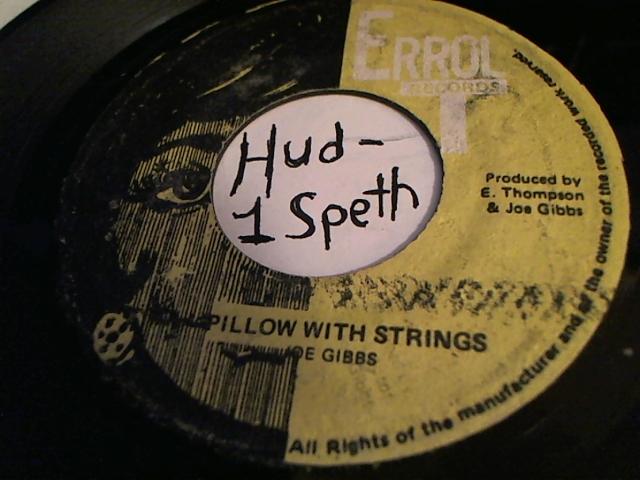 ERROL
T
RECORDS
Produced by
E. Thompson
& Joe Gibbs
Hud-
1 Speth
PILLOW WITH STRINGS
JOE GIBBS
All Rights of the manufacturer and of the owner of the recorded work reserved.